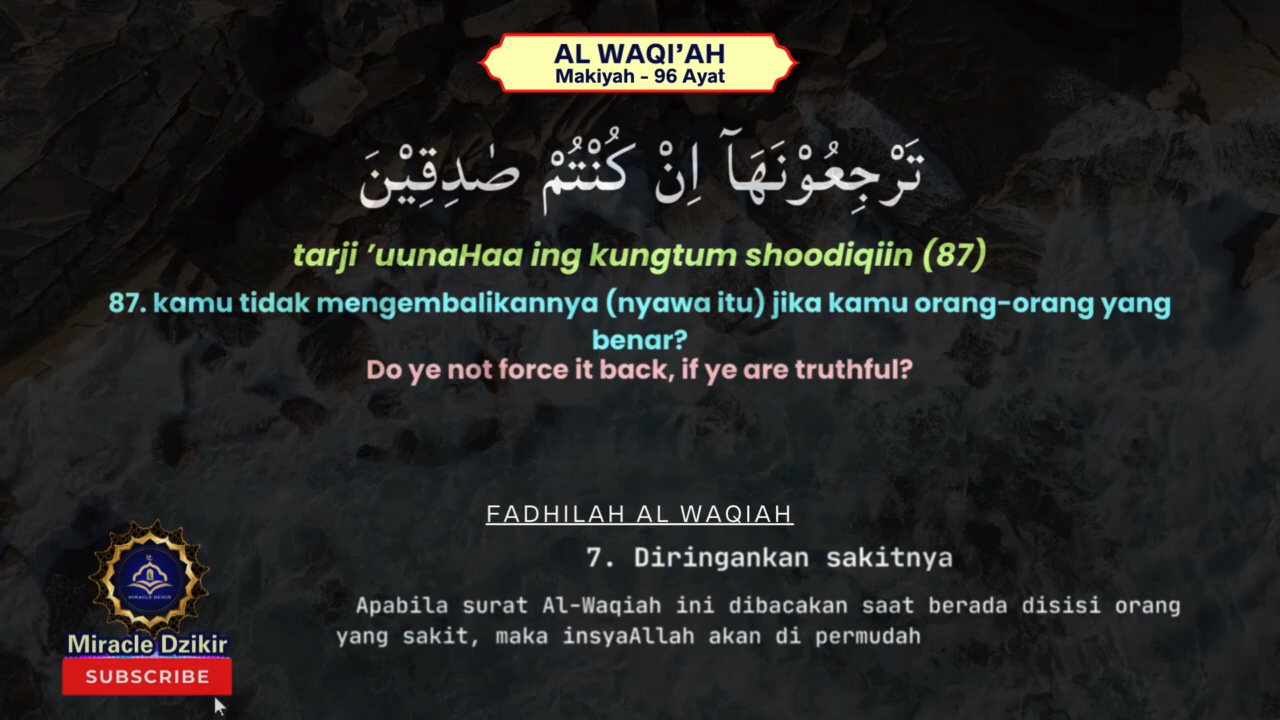 AL WAQI’AH
Makiyah - 96 Ayat
تَرْجِعُوْنَهَآ اِنْ كُنْتُمْ صٰدِقِيْنَ
tarji ’uunaHaa ing kungtum shoodiqiin (87)
87. kamu tidak mengembalikannya (nyawa itu) jika kamu orang-orang yang
benar?
Do ye not force it back, if ye are truthful?
FADHILAH AL WAQIAH
7. Diringankan sakitnya
Apabila surat Al-Waqiah ini dibacakan saat berada disisi orang
yang sakit, maka insyaAllah akan di permudah
MIRACLE DZIKIR
Miracle Dzikir
SUBSCRIBE